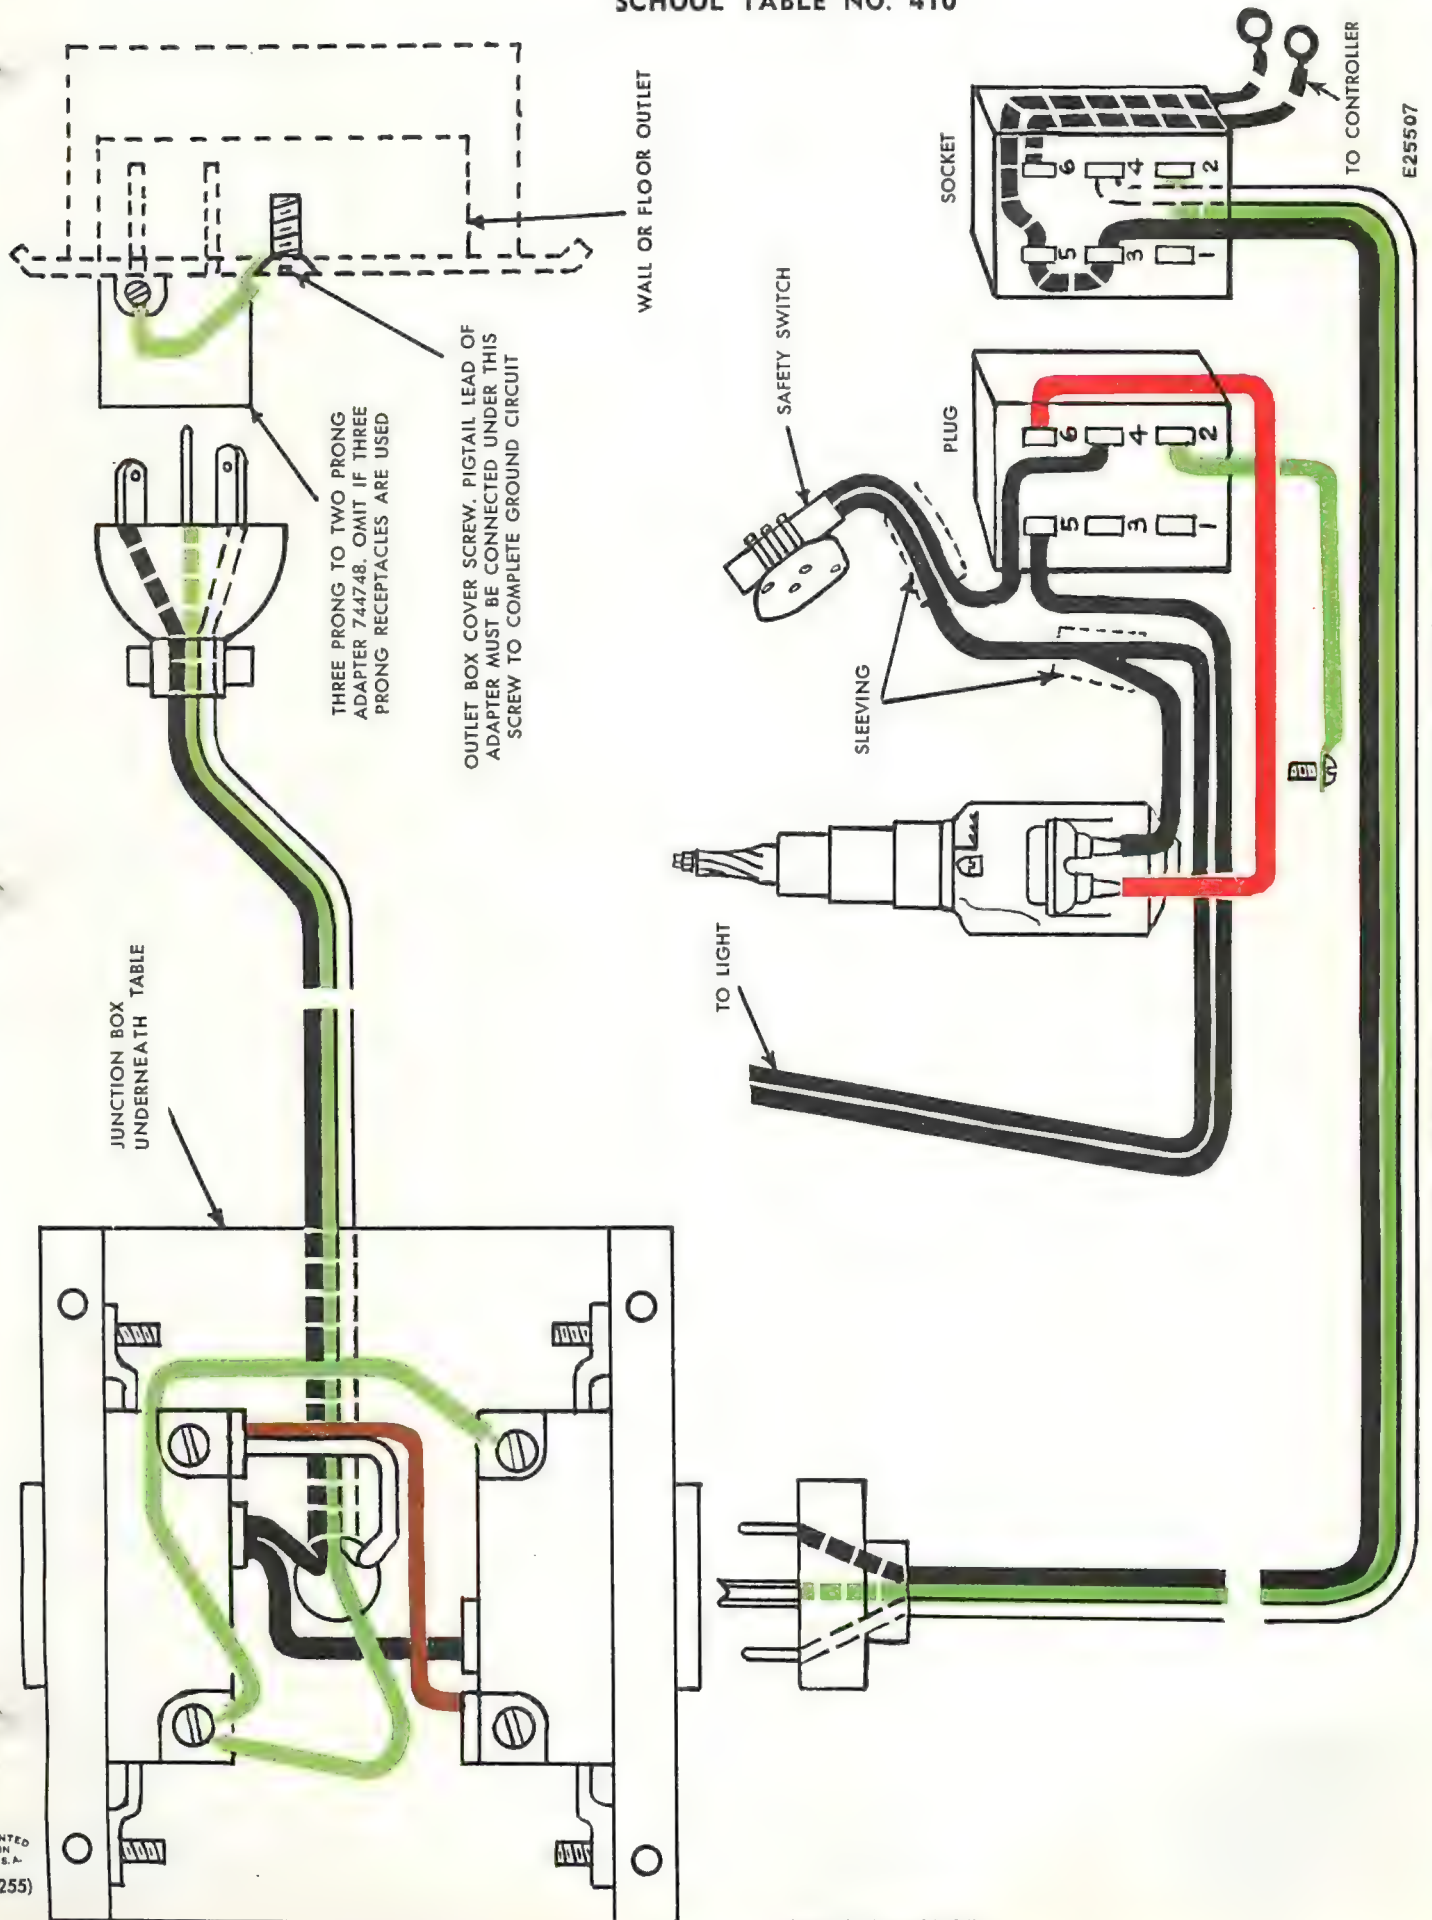 SCHOOL TABLE NO. 410
WALL OR FLOOR OUTLET
OUTLET BOX COVER SCREW. PIGTAIL LEAD OF
ADAPTER MUST BE CONNECTED UNDER THIS
SCREW TO COMPLETE GROUND CIRCUIT
THREE PRONG TO TWO PRONG
ADAPTER 744748. OMIT IF THREE
PRONG RECEPTACLES ARE USED
JUNCTION BOX
UNDERNEATH TABLE
SOCKET
6
4
2
5
3
1
TO CONTROLLER
E25507
SAFETY SWITCH
PLUG
6
4
2
5
3
1
SLEEVING
TO LIGHT
IN
255)